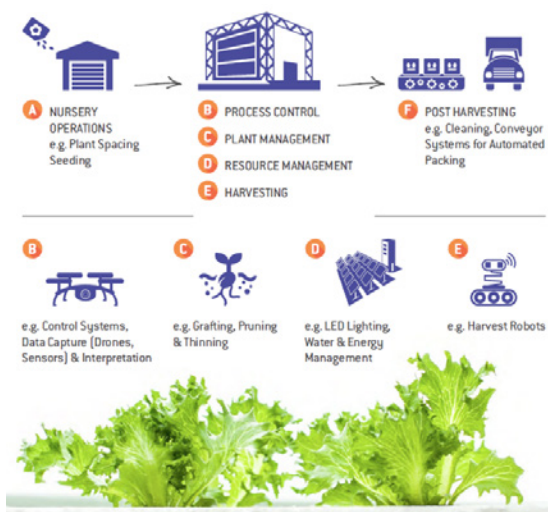 A NURSERY
OPERATIONS
e.g. Plant Spacing
Seeding
B PROCESS CONTROL
C PLANT MANAGEMENT
D RESOURCE MANAGEMENT
E HARVESTING
F POST HARVESTING
e.g. Cleaning, Conveyor
Systems for Automated
Packing
B
e.g. Control Systems,
Data Capture (Drones,
Sensors) & Interpretation
C
e.g. Grafting, Pruning
& Thinning
D
e.g. LED Lighting,
Water & Energy
Management
E
e.g. Harvest Robots